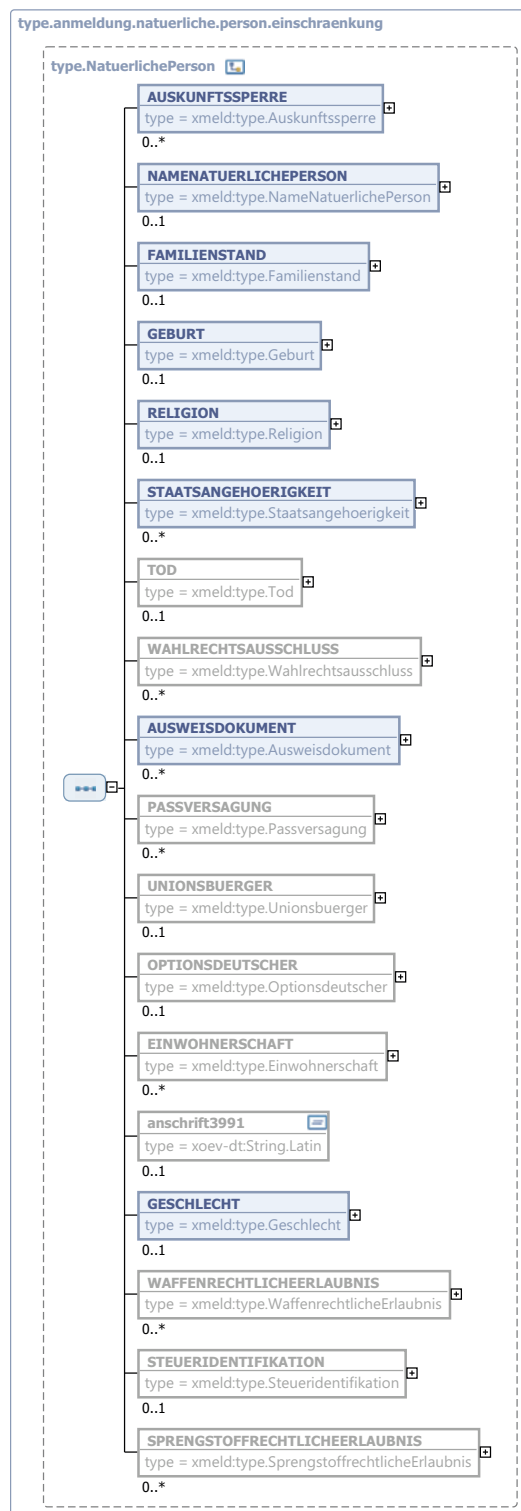 type.anmeldung.natuerliche.person.einschraenkung
type.NatuerlichePerson
AUSKUNFTSSPERRE
type = xmeld:type.Auskunftssperre
0..*
NAMENATUERLICHEPERSON
type = xmeld:type.NameNatuerlichePerson
0..1
FAMILIENSTAND
type = xmeld:type.Familienstand
0..1
GEBURT
type = xmeld:type.Geburt
0..1
RELIGION
type = xmeld:type.Religion
0..1
STAATSANGEHOERIGKEIT
type = xmeld:type.Staatsangehoerigkeit
0..*
TOD
type = xmeld:type.Tod
0..1
WAHLRECHTSAUSSCHLUSS
type = xmeld:type.Wahlrechtsausschluss
0..*
AUSWEISDOKUMENT
type = xmeld:type.Ausweisdokument
0..*
PASSVERSAGUNG
type = xmeld:type.Passversagung
0..*
UNIONSBUERGER
type = xmeld:type.Unionsbuerger
0..1
OPTIONSDEUTSCHER
type = xmeld:type.Optionsdeutscher
0..1
EINWOHNERSCHAFT
type = xmeld:type.Einwohnerschaft
0..*
anschrift3991
type = xoev-dt:String.Latin
0..1
GESCHLECHT
type = xmeld:type.Geschlecht
0..1
WAFFENRECHTLICHEERLAUBNIS
type = xmeld:type.WaffenrechtlicheErlaubnis
0..*
STEUERIDENTIFIKATION
type = xmeld:type.Steueridentifikation
0..1
SPRENGSTOFFRECHTLICHEERLAUBNIS
type = xmeld:type.SprengstoffrechtlicheErlaubnis
0..*